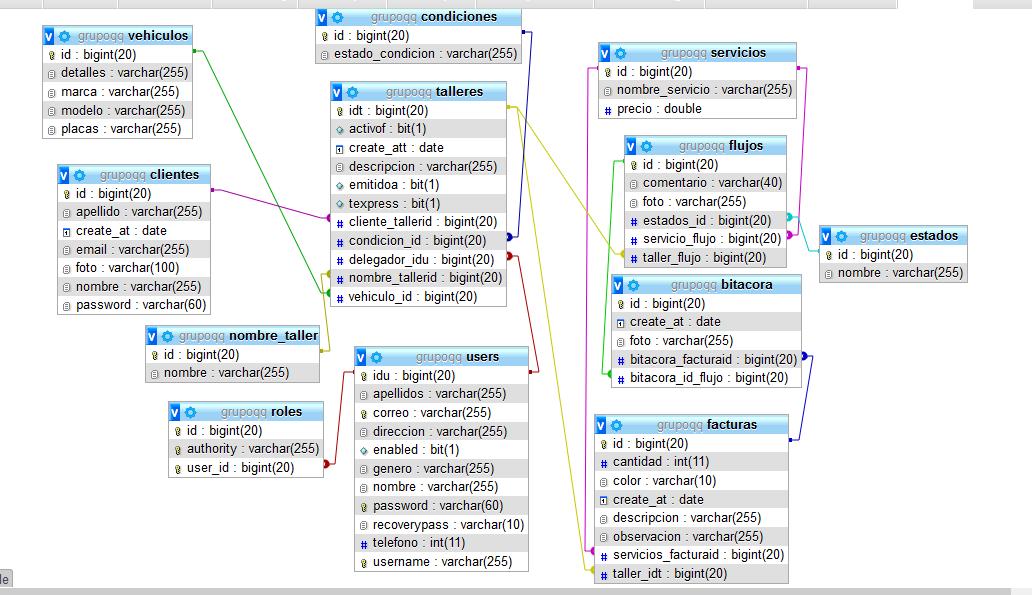 grupoqq vehiculos
id : bigint(20)
detalles : varchar(255)
marca : varchar(255)
modelo : varchar(255)
placas : varchar(255)
grupoqq clientes
id : bigint(20)
apellido : varchar(255)
create_at : date
email : varchar(255)
foto : varchar(100)
nombre : varchar(255)
password : varchar(60)
grupoqq nombre_taller
id : bigint(20)
nombre : varchar(255)
grupoqq roles
id : bigint(20)
authority : varchar(255)
user_id : bigint(20)
grupoqq condiciones
id : bigint(20)
estado_condicion : varchar(255)
grupoqq talleres
idt : bigint(20)
activof : bit(1)
create_att : date
descripcion : varchar(255)
emitidoa : bit(1)
texpress : bit(1)
cliente_tallerid : bigint(20)
condicion_id : bigint(20)
delegador_idu : bigint(20)
nombre_tallerid : bigint(20)
vehiculo_id : bigint(20)
grupoqq users
idu : bigint(20)
apellidos : varchar(255)
correo : varchar(255)
direccion : varchar(255)
enabled : bit(1)
genero : varchar(255)
nombre : varchar(255)
password : varchar(60)
recoverypass : varchar(10)
telefono : int(11)
username : varchar(255)
grupoqq servicios
id : bigint(20)
nombre_servicio : varchar(255)
precio : double
grupoqq flujos
id : bigint(20)
comentario : varchar(40)
foto : varchar(255)
estados_id : bigint(20)
servicio_flujo : bigint(20)
taller_flujo : bigint(20)
grupoqq estados
id : bigint(20)
nombre : varchar(255)
grupoqq bitacora
id : bigint(20)
create_at : date
foto : varchar(255)
bitacora_facturaid : bigint(20)
bitacora_id_flujo : bigint(20)
grupoqq facturas
id : bigint(20)
cantidad : int(11)
color : varchar(10)
create_at : date
descripcion : varchar(255)
observacion : varchar(255)
servicios_facturaid : bigint(20)
taller_idt : bigint(20)